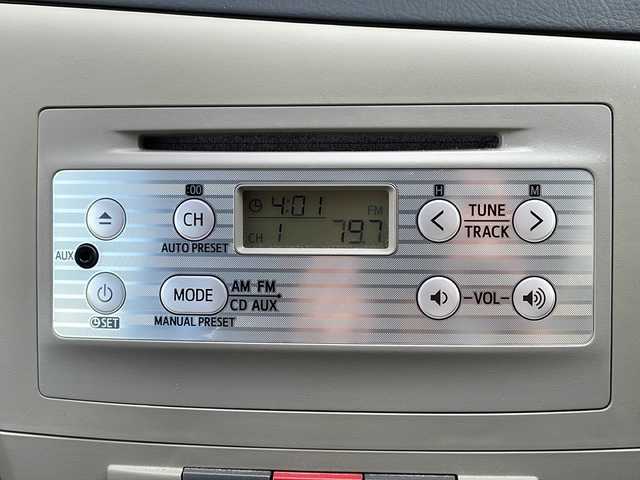 :00
H
M
CH
AUTO PRESET
4:01
FM
CH 1 79.7
TUNE
TRACK
AUX
SET
MODE
AM FM
CD AUX
MANUAL PRESET
-VOL-